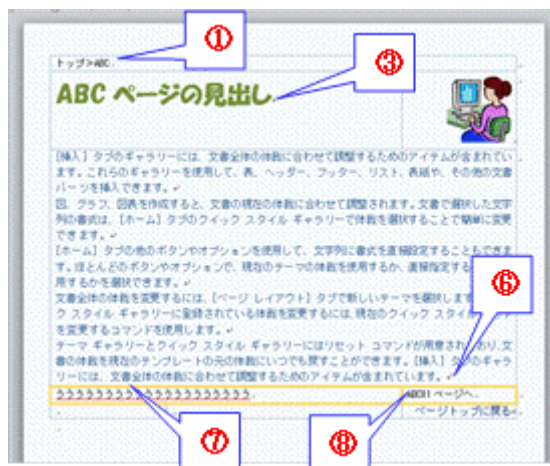 ①
トップ>ABC
③
ABC ページの見出し
[挿入] タブのギャラリーには、文書全体の体裁に合わせて調整するためのアイテムが含まれてい
ます。これらのギャラリーを使用して、表、ヘッダー、フッター、リスト、表紙や、その他の文書
パーツを挿入できます。
図、グラフ、図表を作成すると、文書の現在の体裁に合わせて調整されます。文書で選択した文字
列の書式は、[ホーム] タブのクイック スタイル ギャラリーで体裁を選択することで簡単に変更
できます。
[ホーム] タブの他のボタンやオプションを使用して、文字列に書式を直接設定することもできま
す。ほとんどのボタンやオプションで、現在のテーマの体裁を使用するか、直接指定する
用するかを選択できます。
⑥
文書全体の体裁を変更するには、[ページ レイアウト] タブで新しいテーマを選択しま
ク スタイル ギャラリーに登録されている体裁を変更するには、現在のクイック スタイ
を変更するコマンドを使用します。
テーマ ギャラリーとクイック スタイル ギャラリーにはリセット コマンドが用意され おり、文
書の体裁を現在のテンプレートの元の体裁にいつでも戻すことができます。[挿入] タブのギャラ
リーには、文書全体の体裁に合わせて調整するためのアイテムが含まれています。
ううううううううううううううううううううう
ABC11 ページへ
ページトップに戻る
⑦
⑧